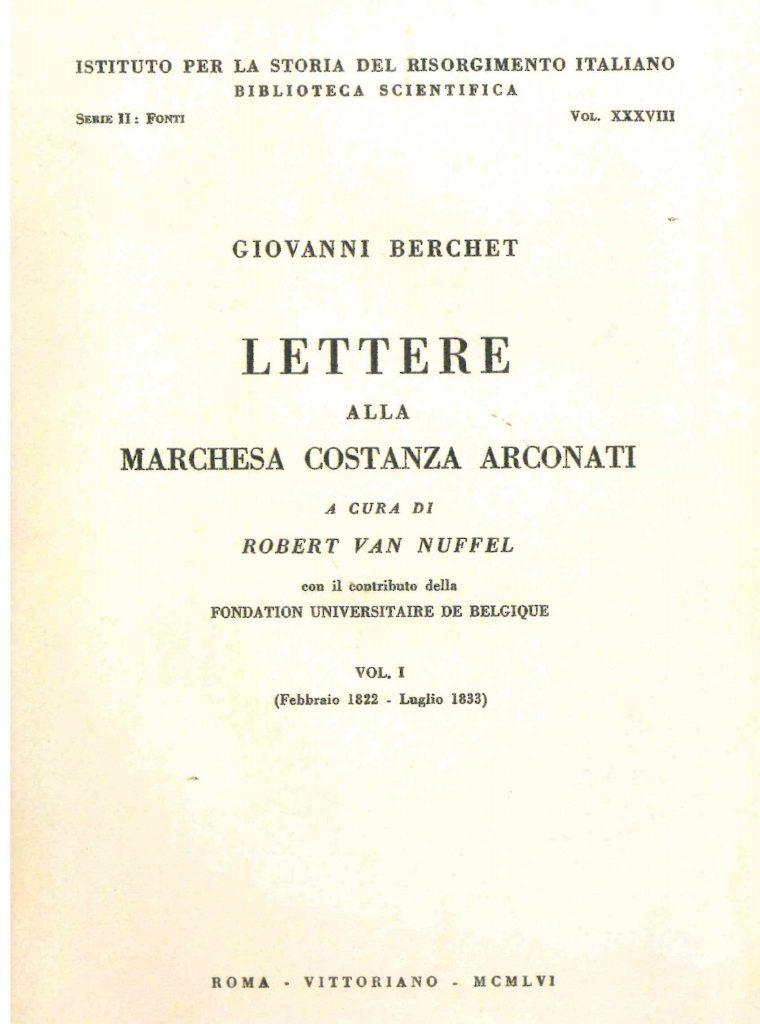 ISTITUTO PER LA STORIA DEL RISORGIMENTO ITALIANO
BIBLIOTECA SCIENTIFICA
SERIE II: FONTI VOL. XXXVIII
GIOVANNI BERCHET
LETTERE
ALLA
MARCHESA COSTANZA ARCONATI
A CURA DI
ROBERT VAN NUFFEL
con il contributo della
FONDATION UNIVERSITAIRE DE BELGIQUE
VOL. I
(Febbraio 1822 - Luglio 1833)
ROMA - VITTORIANO - MCMLVI